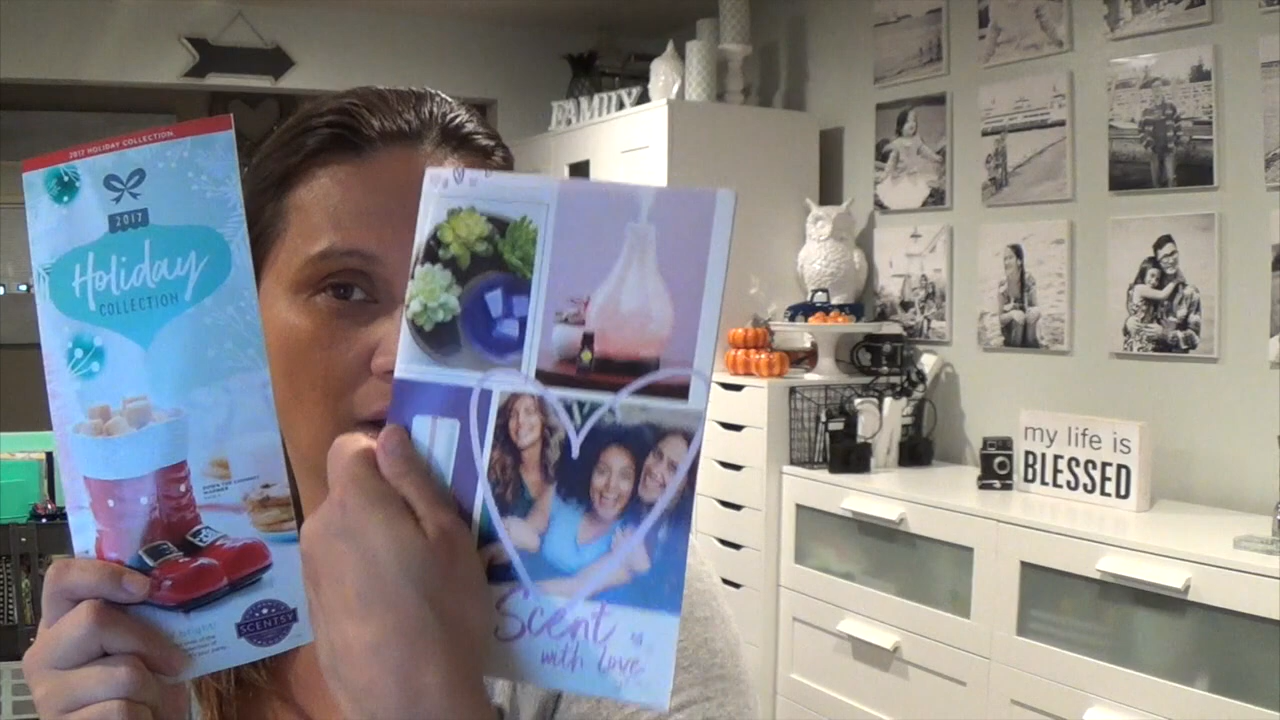 FAMILY
2017 HOLIDAY COLLECTION
2017
Holiday
COLLECTION
SCENTSY
Scent
with love
my life is
BLESSED